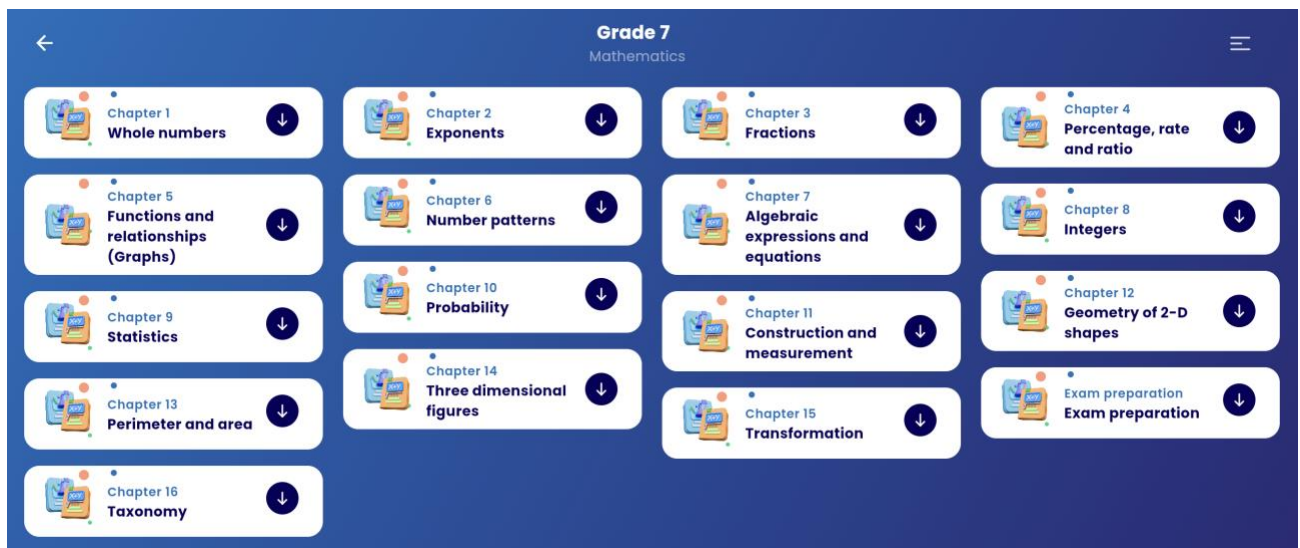 Grade 7
Mathematics
Chapter 1
Whole numbers
Chapter 2
Exponents
Chapter 3
Fractions
Chapter 4
Percentage, rate
and ratio
Chapter 5
Functions and
relationships
(Graphs)
Chapter 6
Number patterns
Chapter 7
Algebraic
expressions and
equations
Chapter 8
Integers
Chapter 9
Statistics
Chapter 10
Probability
Chapter 11
Construction and
measurement
Chapter 12
Geometry of 2-D
shapes
Chapter 13
Perimeter and area
Chapter 14
Three dimensional
figures
Chapter 15
Transformation
Exam preparation
Exam preparation
Chapter 16
Taxonomy